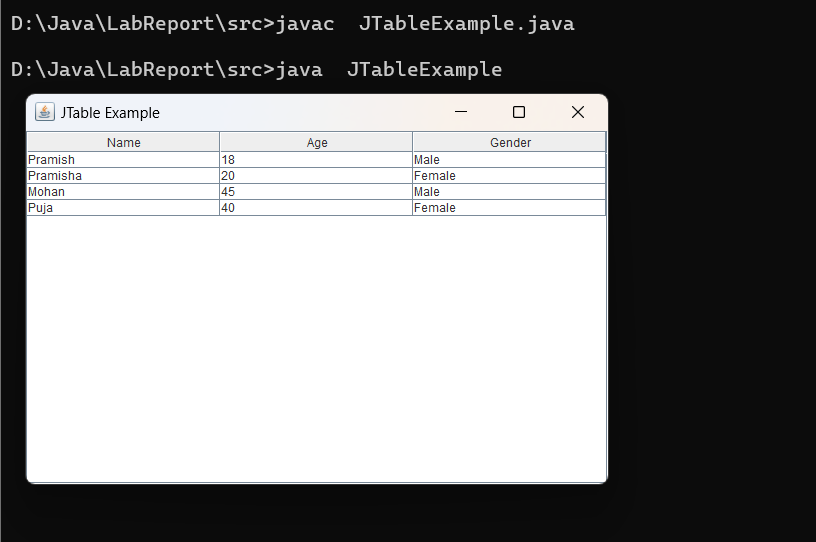 D:\Java\LabReport\src>javac  JTableExample.java
D:\Java\LabReport\src>java  JTableExample
JTable Example
Name Age Gender
Pramish 18 Male
Pramisha 20 Female
Mohan 45 Male
Puja 40 Female